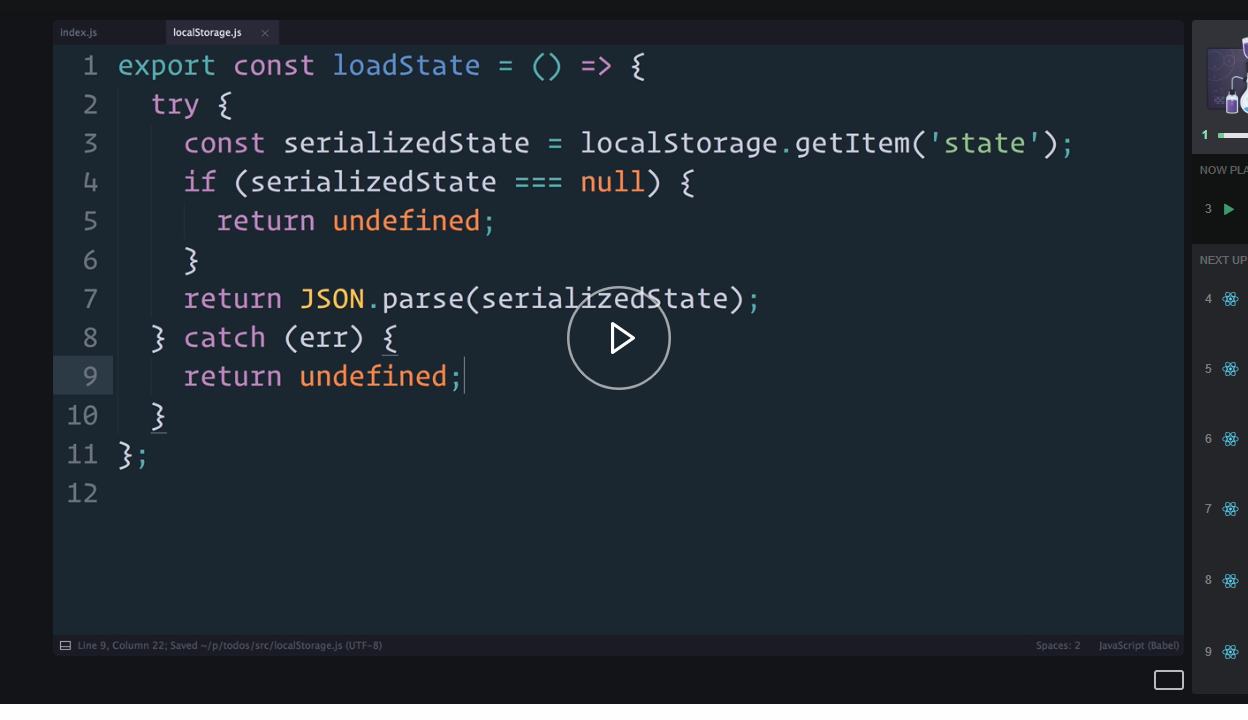 index.js
localStorage.js ×
1 export const loadState = () => {
2 try {
3 const serializedState = localStorage.getItem('state');
4 if (serializedState === null) {
5 return undefined;
6 }
7 return JSON.parse(serializedState);
8 } catch (err) {
9 return undefined;
10 }
11 };
12
Line 9, Column 22; Saved ~/p/todos/src/localStorage.js (UTF-8)
Spaces: 2
JavaScript (Babel)
1
NOW PLA
3
NEXT UP
4
5
6
7
8
9